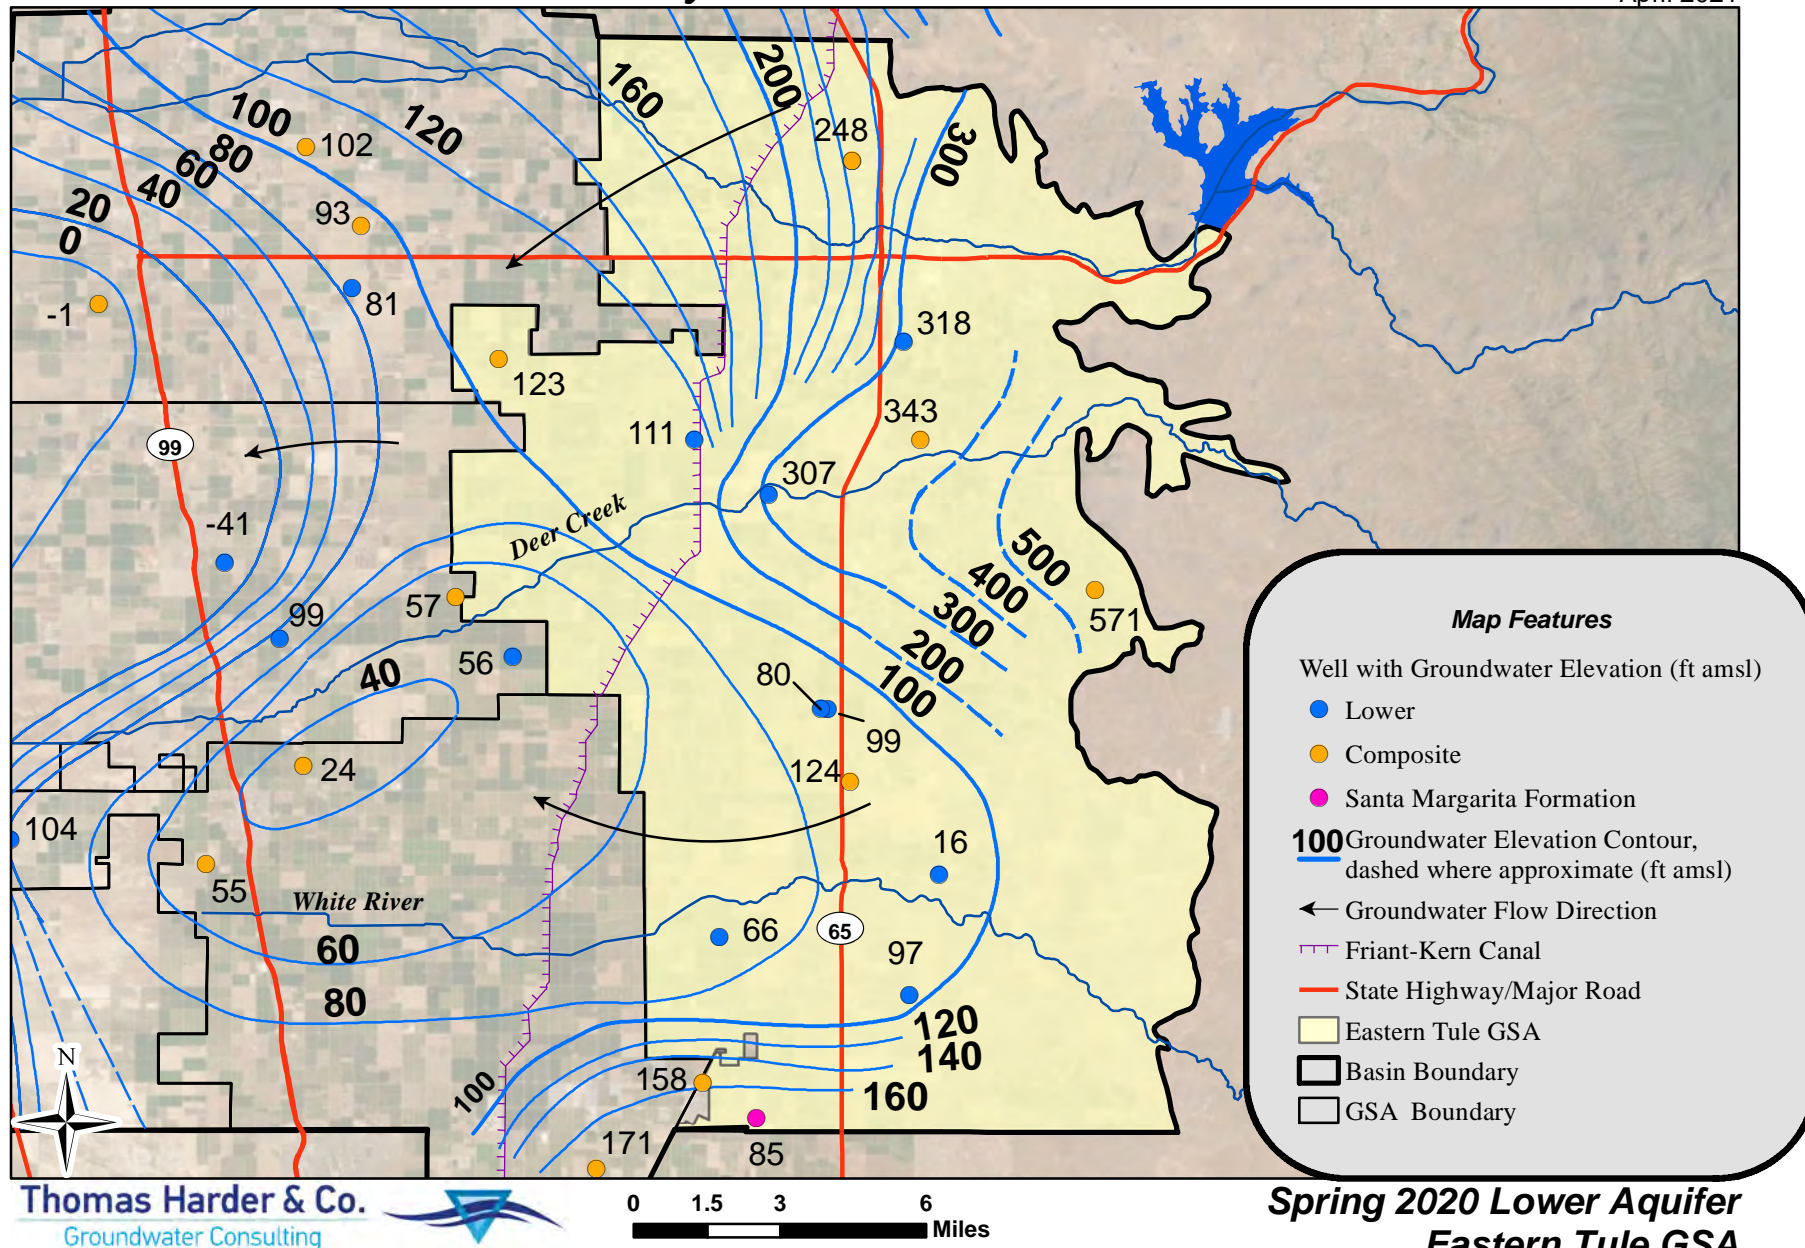 200
160
100
120
102
248
80
300
60
40
93
20
0
-1
81
318
123
343
111
99
307
-41
Deer Creek
500
400
571
57
99
300
56
200
40
80
100
99
24
124
104
16
55
White River
66
65
60
97
80
120
140
100
158
160
N
171
85
Map Features
Well with Groundwater Elevation (ft amsl)
Lower
Composite
Santa Margarita Formation
100 Groundwater Elevation Contour,
dashed where approximate (ft amsl)
Groundwater Flow Direction
Friant-Kern Canal
State Highway/Major Road
Eastern Tule GSA
Basin Boundary
GSA Boundary
Thomas Harder & Co.
Groundwater Consulting
0 1.5 3 6
Miles
Spring 2020 Lower Aquifer
Eastern Tule GSA